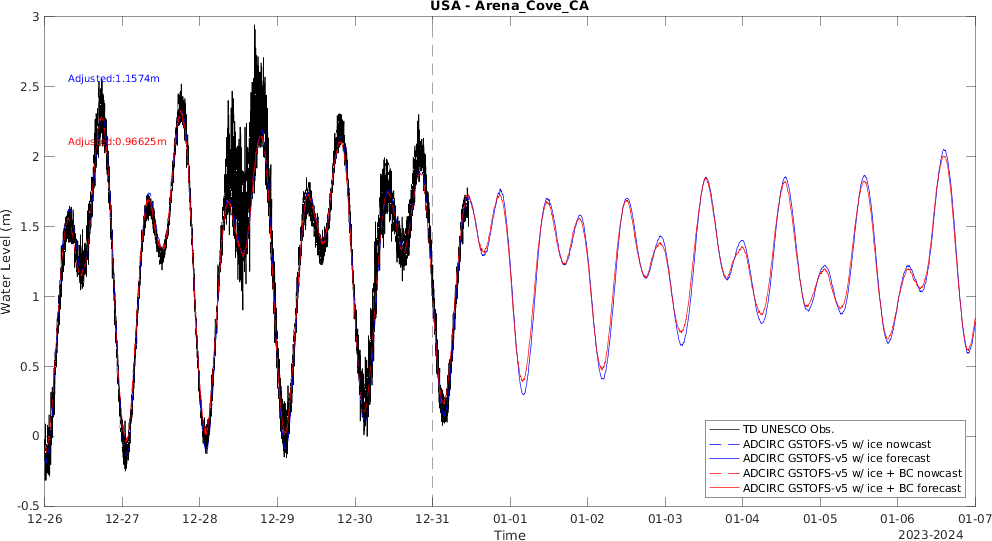 USA - Arena_Cove_CA
3
2.5
2
1.5
1
0.5
0
-0.5
Water Level (m)
Adjusted:1.1574m
Adjusted:0.96625m
TD UNESCO Obs.
ADCIRC GSTOFS-v5 w/ ice nowcast
ADCIRC GSTOFS-v5 w/ ice forecast
ADCIRC GSTOFS-v5 w/ ice + BC nowcast
ADCIRC GSTOFS-v5 w/ ice + BC forecast
12-26 12-27 12-28 12-29 12-30 12-31 01-01 01-02 01-03 01-04 01-05 01-06 01-07
Time
2023-2024